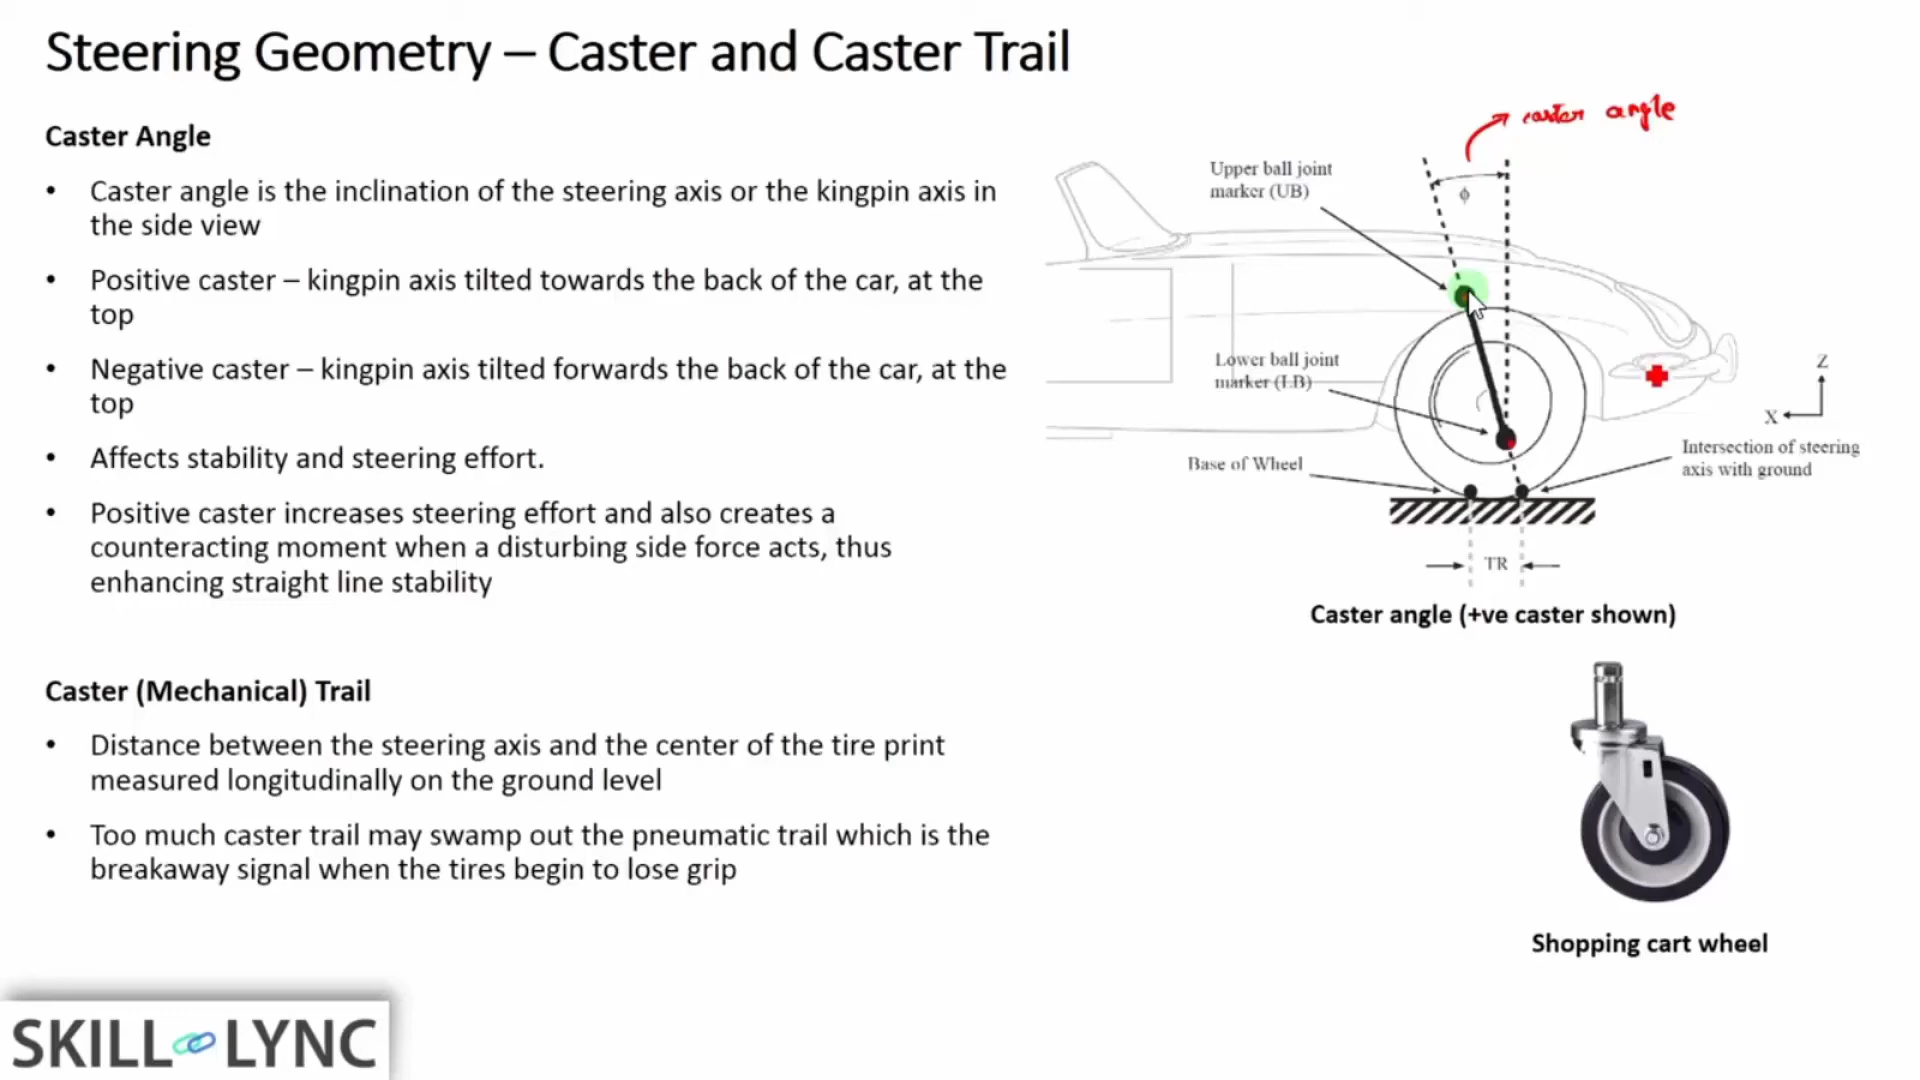 Steering Geometry – Caster and Caster Trail
Caster Angle
• Caster angle is the inclination of the steering axis or the kingpin axis in
the side view
• Positive caster – kingpin axis tilted towards the back of the car, at the
top
• Negative caster – kingpin axis tilted forwards the back of the car, at the
top
• Affects stability and steering effort.
• Positive caster increases steering effort and also creates a
counteracting moment when a disturbing side force acts, thus
enhancing straight line stability
Caster (Mechanical) Trail
• Distance between the steering axis and the center of the tire print
measured longitudinally on the ground level
• Too much caster trail may swamp out the pneumatic trail which is the
breakaway signal when the tires begin to lose grip
caster angle
Upper ball joint
marker (UB)
ϕ
Lower ball joint
marker (LB)
Z
X
Base of Wheel
Intersection of steering
axis with ground
TR
Caster angle (+ve caster shown)
Shopping cart wheel
SKILL LYNC